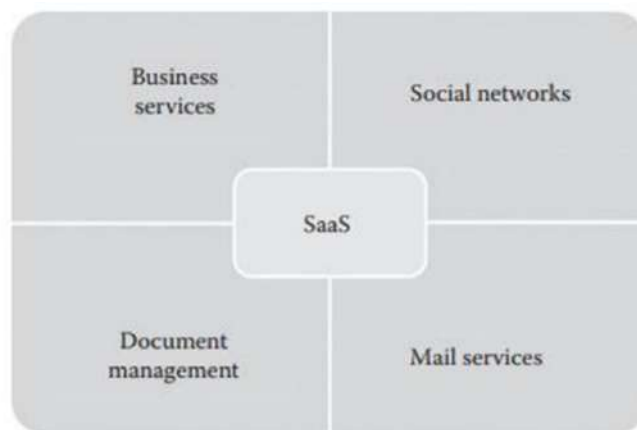 Business
services
Social networks
SaaS
Document
management
Mail services